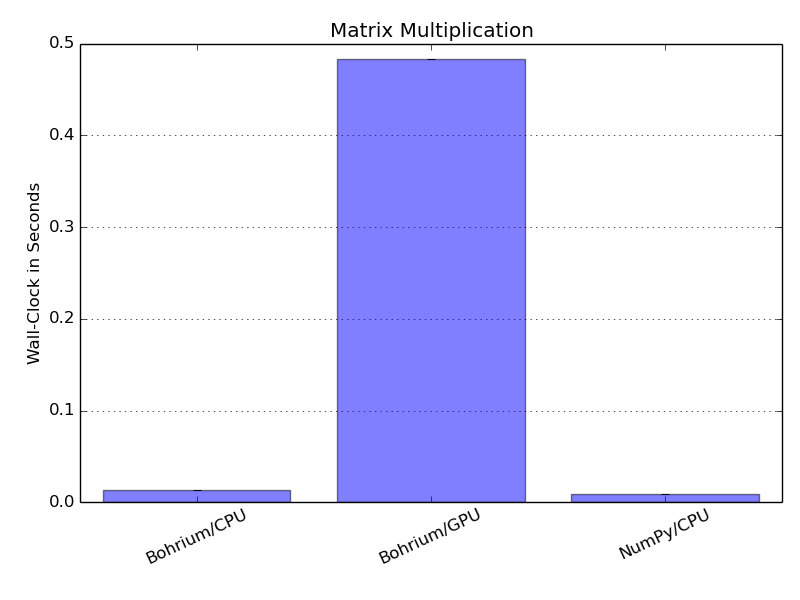 Matrix Multiplication
Wall-Clock in Seconds
0.5
0.4
0.3
0.2
0.1
0.0
Bohrium/CPU
Bohrium/GPU
NumPy/CPU